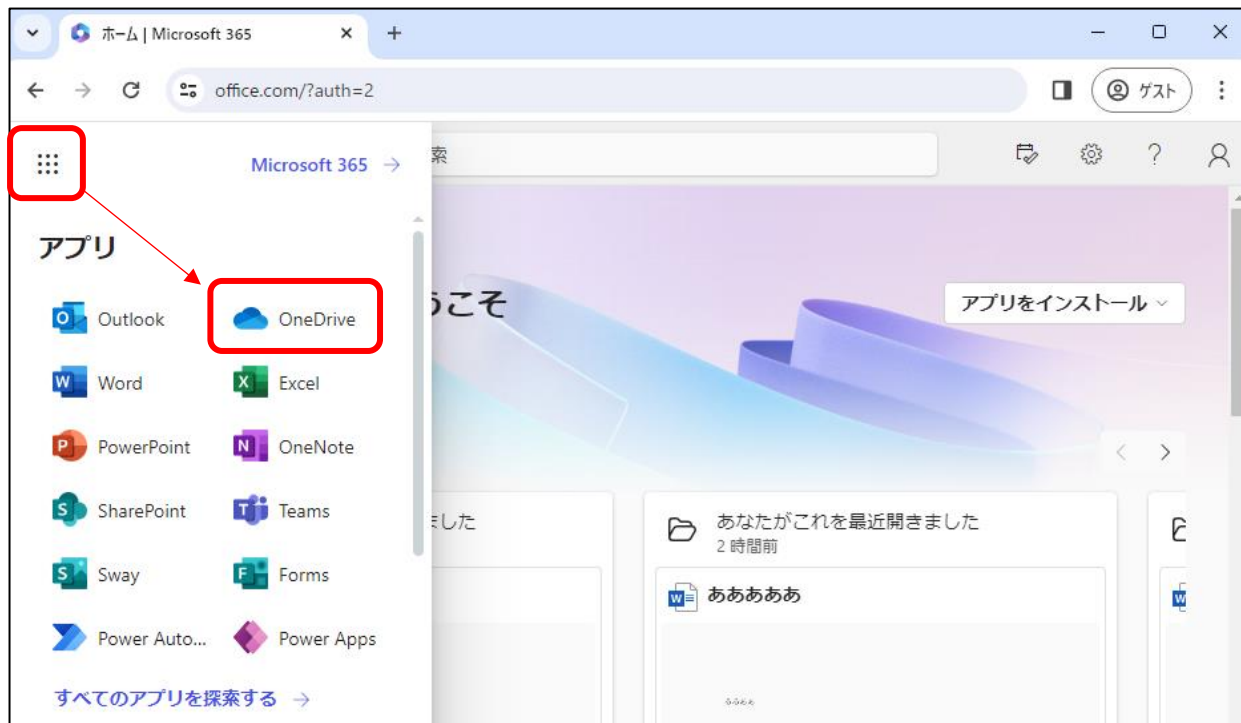 ホーム | Microsoft 365
office.com/?auth=2
ゲスト
Microsoft 365
索
アプリ
Outlook
OneDrive
Word
Excel
PowerPoint
OneNote
SharePoint
Teams
Sway
Forms
Power Auto...
Power Apps
すべてのアプリを探索する
うこそ
アプリをインストール
ました
あなたがこれを最近開きました
2 時間前
あああああ